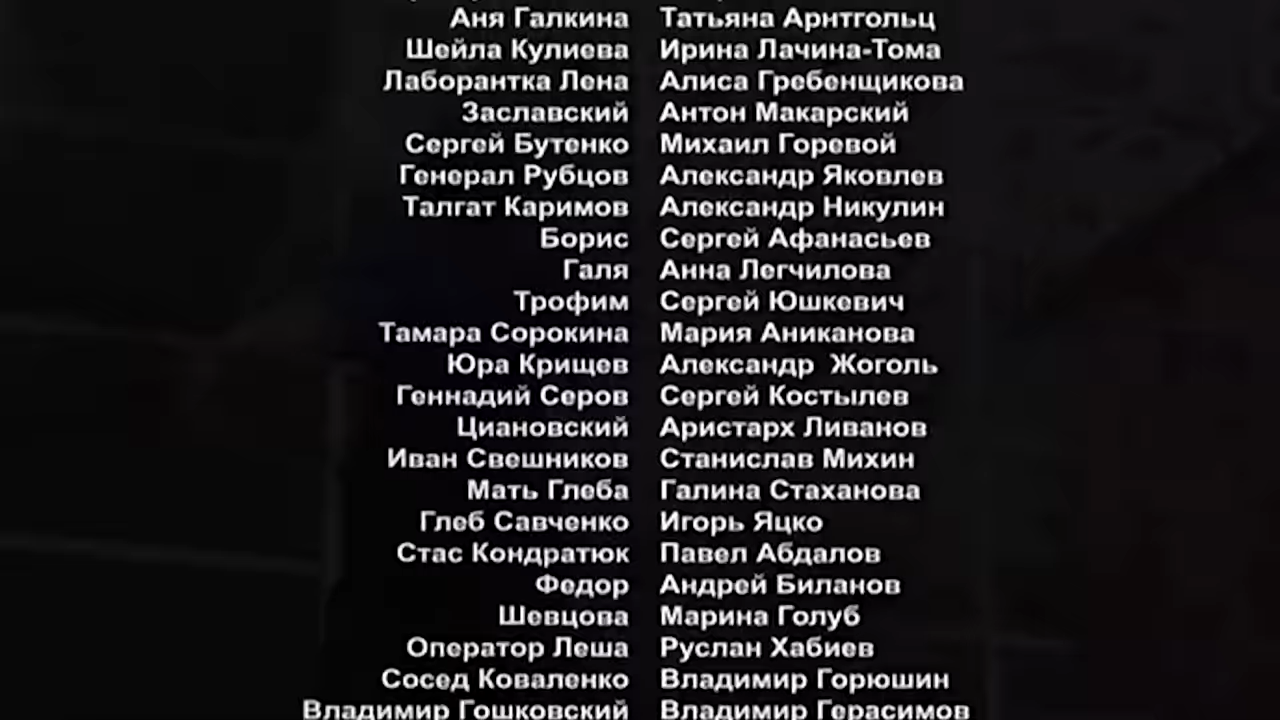 Аня Галкина Татьяна Арнтгольц
Шейла Кулиева Ирина Лачина-Тома
Лаборантка Лена Алиса Гребенщикова
Заславский Антон Макарский
Сергей Бутенко Михаил Горевой
Генерал Рубцов Александр Яковлев
Талгат Каримов Александр Никулин
Борис Сергей Афанасьев
Галя Анна Легчилова
Трофим Сергей Юшкевич
Тамара Сорокина Мария Аниканова
Юра Крищев Александр Жоголь
Геннадий Серов Сергей Костылев
Циановский Аристарх Ливанов
Иван Свешников Станислав Михин
Мать Глеба Галина Стаханова
Глеб Савченко Игорь Яцко
Стас Кондратюк Павел Абдалов
Федор Андрей Биланов
Шевцова Марина Голуб
Оператор Леша Руслан Хабиев
Сосед Коваленко Владимир Горюшин
Владимир Гошковский Владимир Герасимов